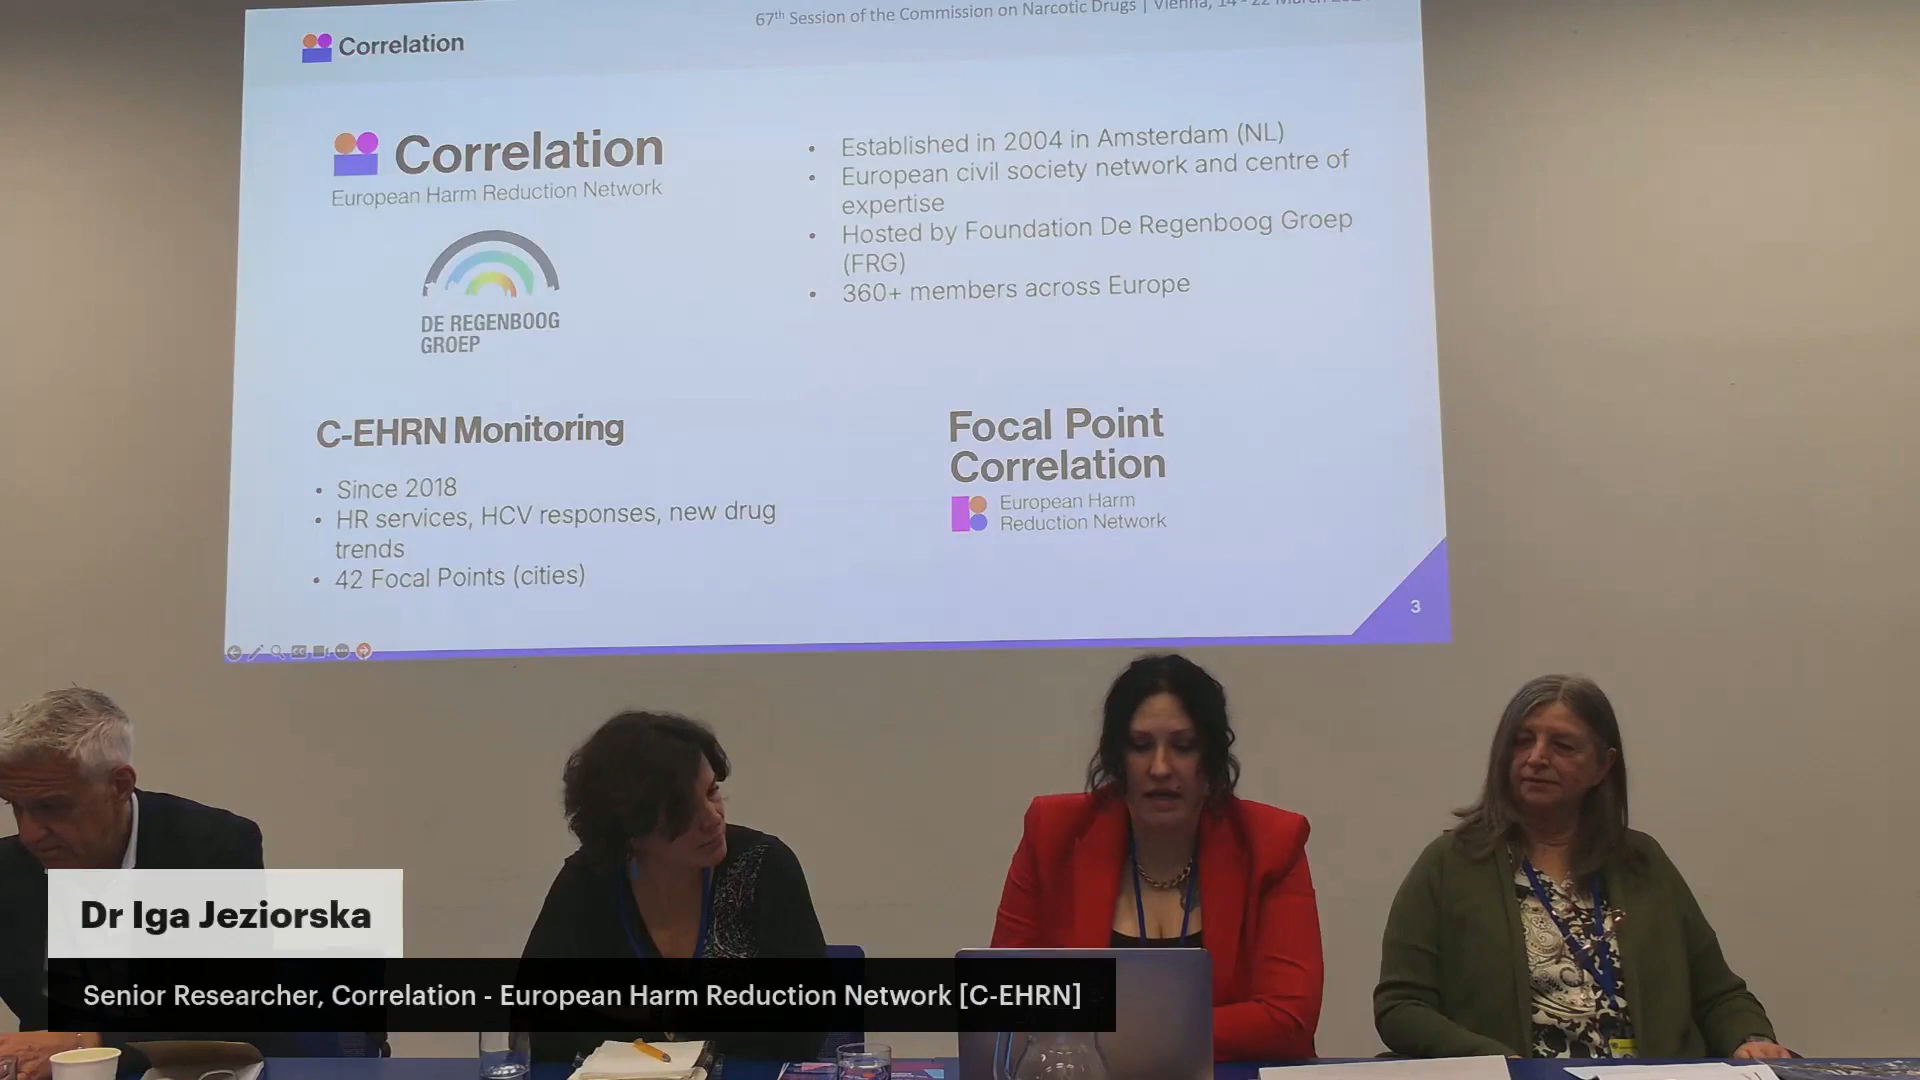 67th Session of the Commission on Narcotic Drugs | Vienna, 14 - 22 March
Correlation
Correlation
European Harm Reduction Network
DE REGENBOOG
GROEP
• Established in 2004 in Amsterdam (NL)
• European civil society network and centre of
expertise
• Hosted by Foundation De Regenboog Groep
(FRG)
• 360+ members across Europe
C-EHRN Monitoring
• Since 2018
• HR services, HCV responses, new drug
trends
• 42 Focal Points (cities)
Focal Point
Correlation
European Harm
Reduction Network
3
Dr Iga Jeziorska
Senior Researcher, Correlation - European Harm Reduction Network [C-EHRN]